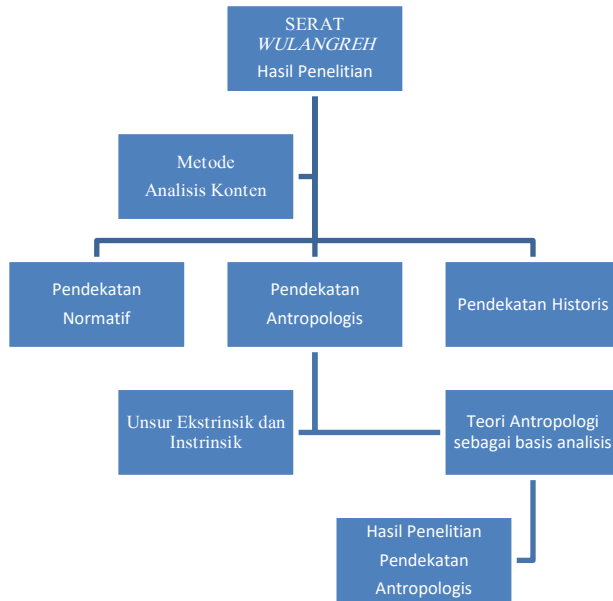 SERAT
WULANGREH
Hasil Penelitian
Metode
Analisis Konten
Pendekatan
Normatif
Pendekatan
Antropologis
Pendekatan Historis
Unsur Ekstrinsik dan
Instrinsik
Teori Antropologi
sebagai basis analisis
Hasil Penelitian
Pendekatan
Antropologis